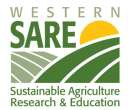 WESTERN
SARE
Sustainable Agriculture
Research & Education